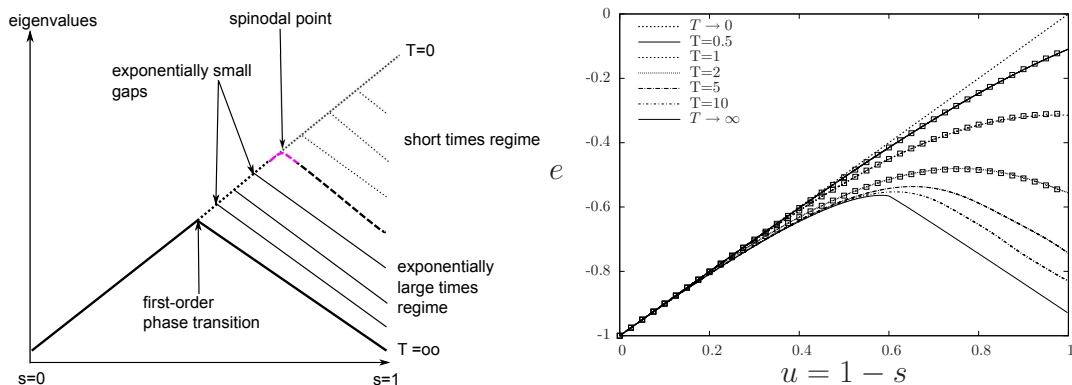 eigenvalues
spinodal point
T=0
exponentially small
gaps
short times regime
exponentially
large times
regime
first-order
phase transition
T =oo
s=0
s=1
0
-0.2
-0.4
-0.6
-0.8
-1
e
T → 0
T=0.5
T=1
T=2
T=5
T=10
T → ∞
0
0.2
0.4
0.6
0.8
1
u = 1 − s